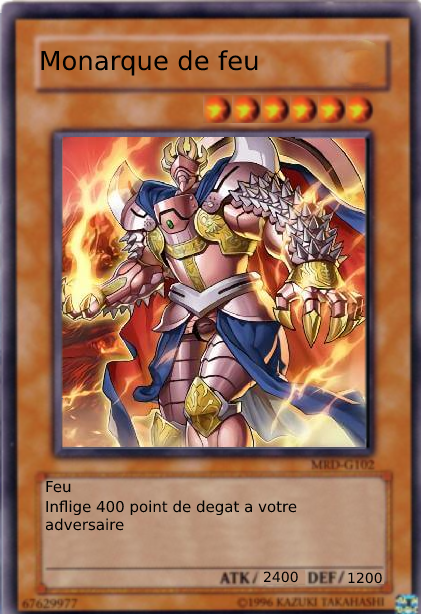 Monarque de feu
MRD-G102
Feu
Inflige 400 point de degat a votre
adversaire
ATK/ 2400 DEF/ 1200
67629977 ©1996 KAZUKI TAKAHASHI